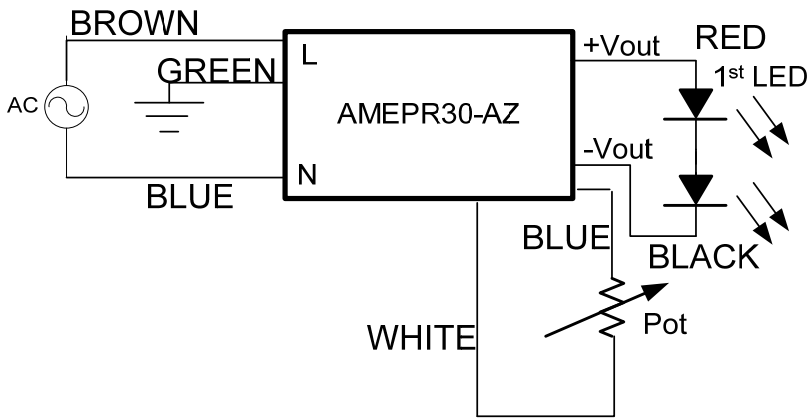 BROWN
L
+Vout
RED
GREEN
1st LED
AC
AMEPR30-AZ
-Vout
N
BLUE
BLUE
BLACK
WHITE
Pot